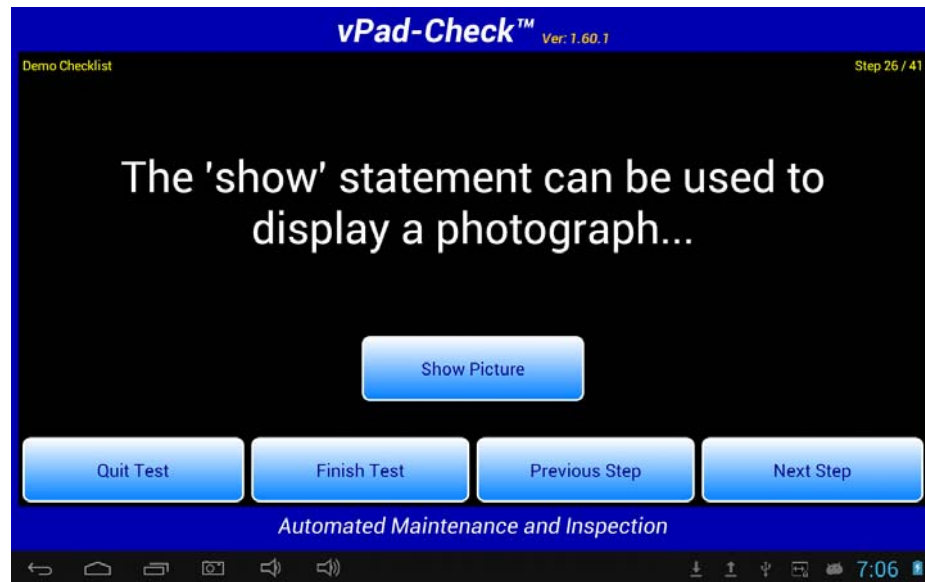 vPad-Check™ Ver: 1.60.1
Demo Checklist Step 26 / 41
The 'show' statement can be used to
display a photograph...
Show Picture
Quit Test Finish Test Previous Step Next Step
Automated Maintenance and Inspection
7:06